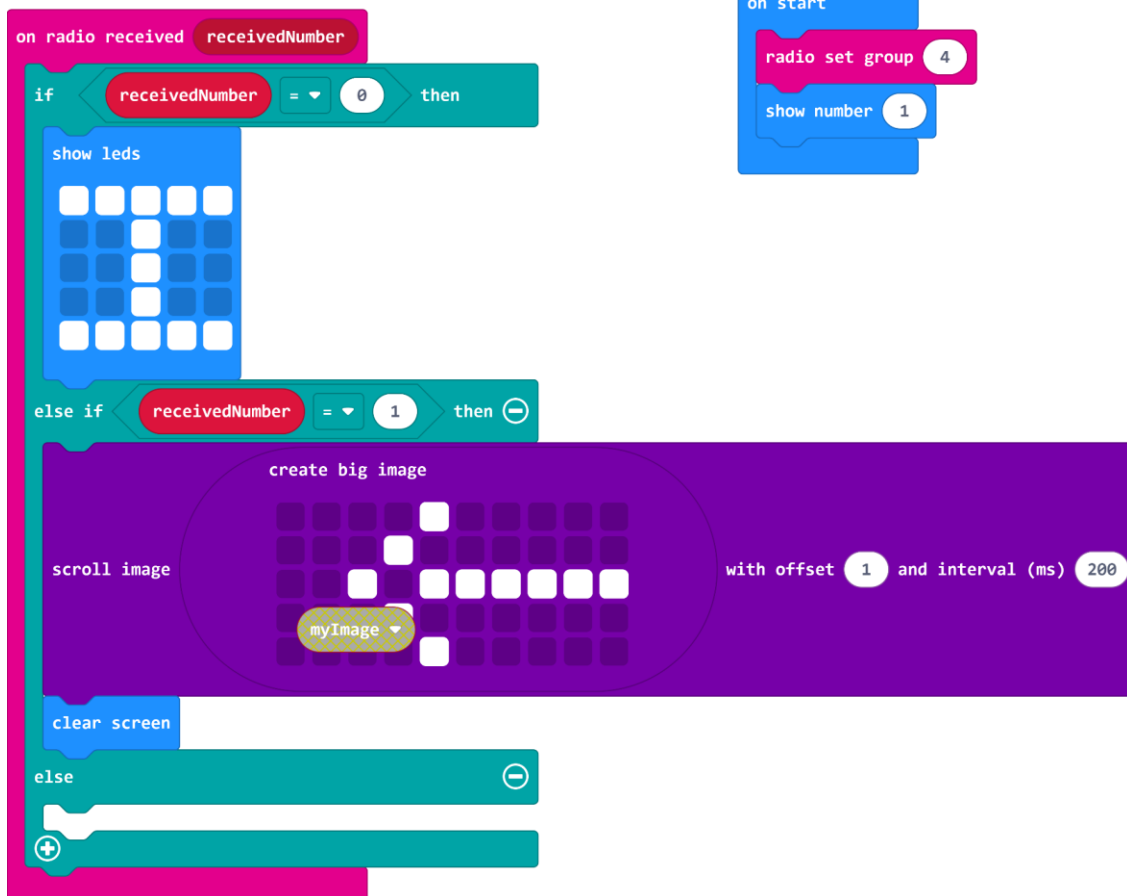 on start
on radio received receivedNumber
radio set group 4
if receivedNumber = 0 then
show number 1
show leds
else if receivedNumber = 1 then
create big image
scroll image with offset 1 and interval (ms) 200
myImage
clear screen
else